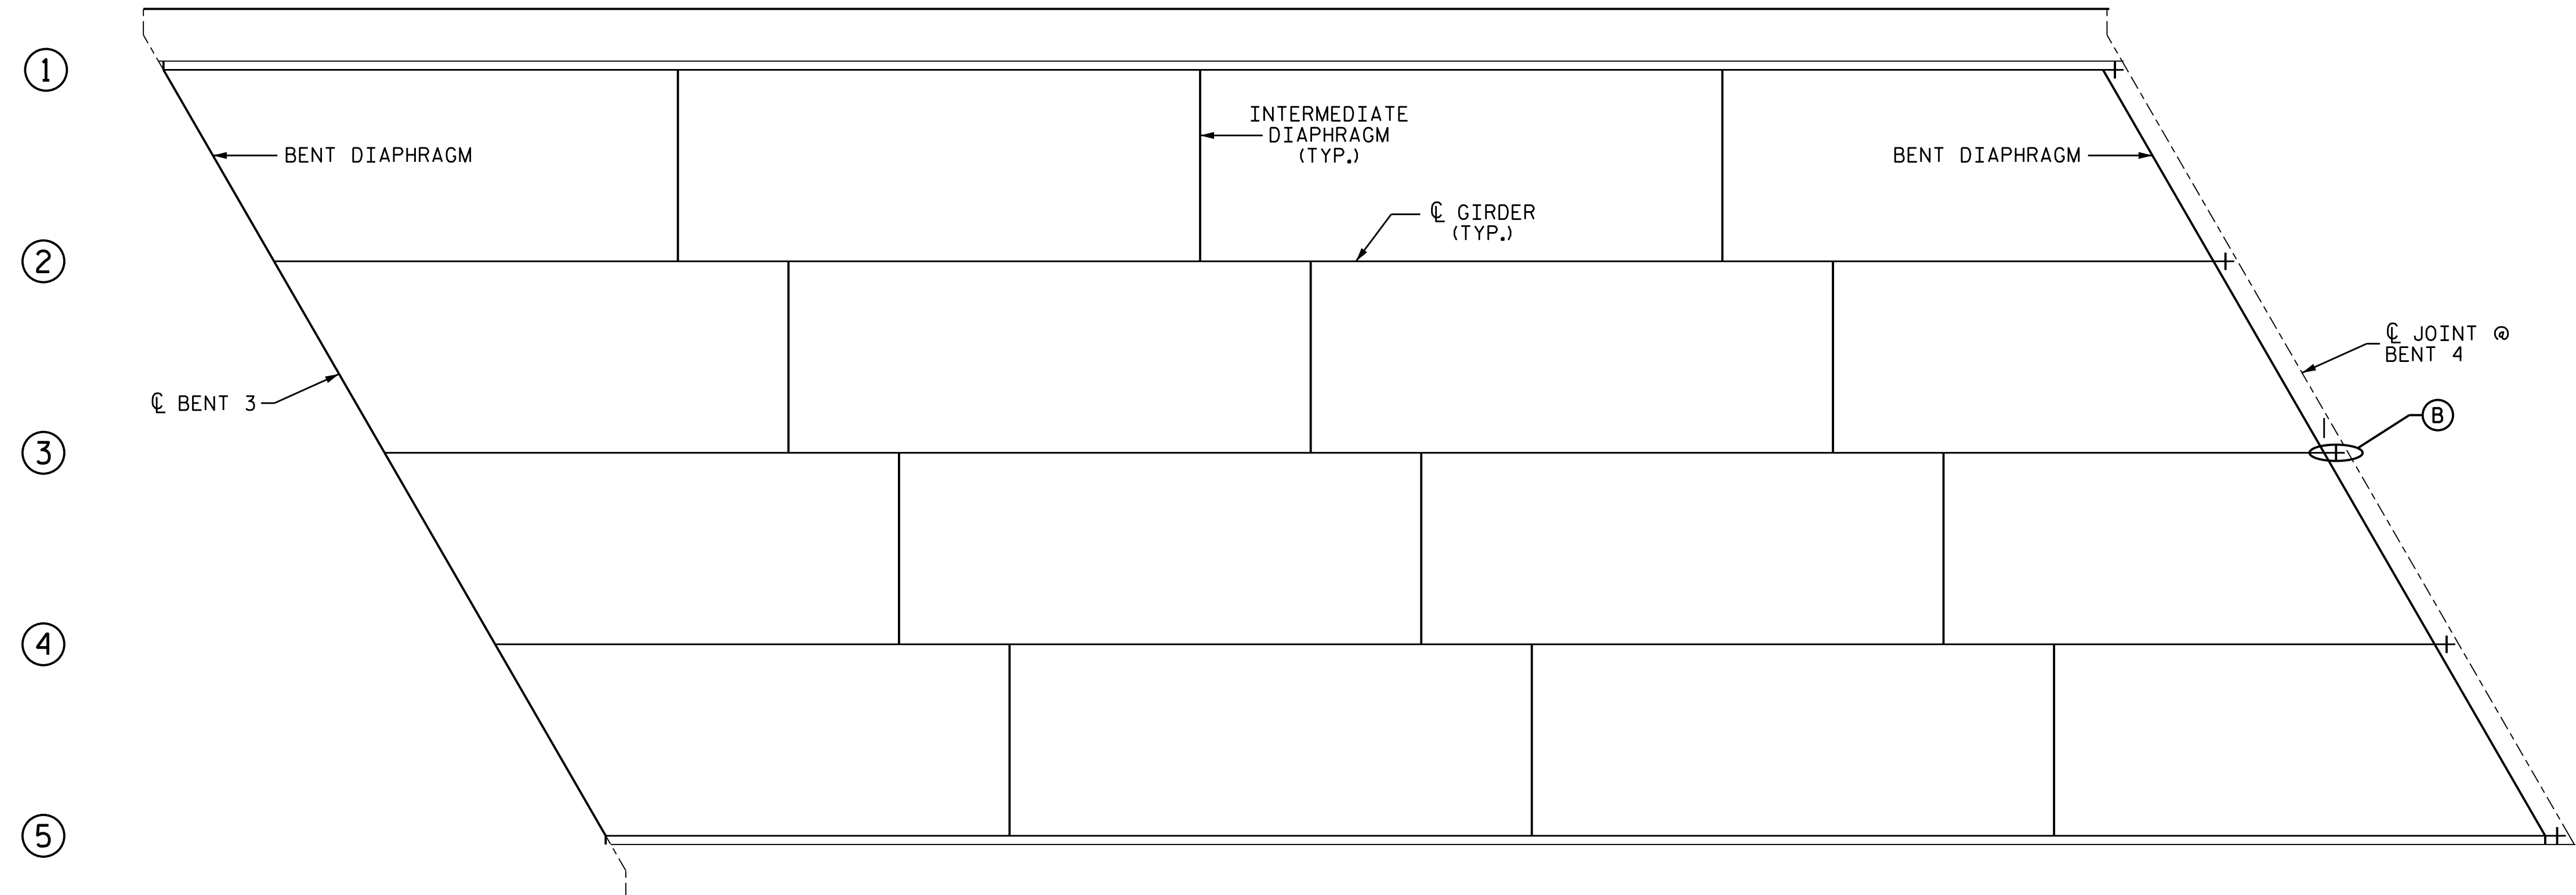 1
INTERMEDIATE
DIAPHRAGM
(TYP.)
BENT DIAPHRAGM
BENT DIAPHRAGM
℄ GIRDER
(TYP.)
2
℄ JOINT @
BENT 4
℄ BENT 3
B
3
4
5